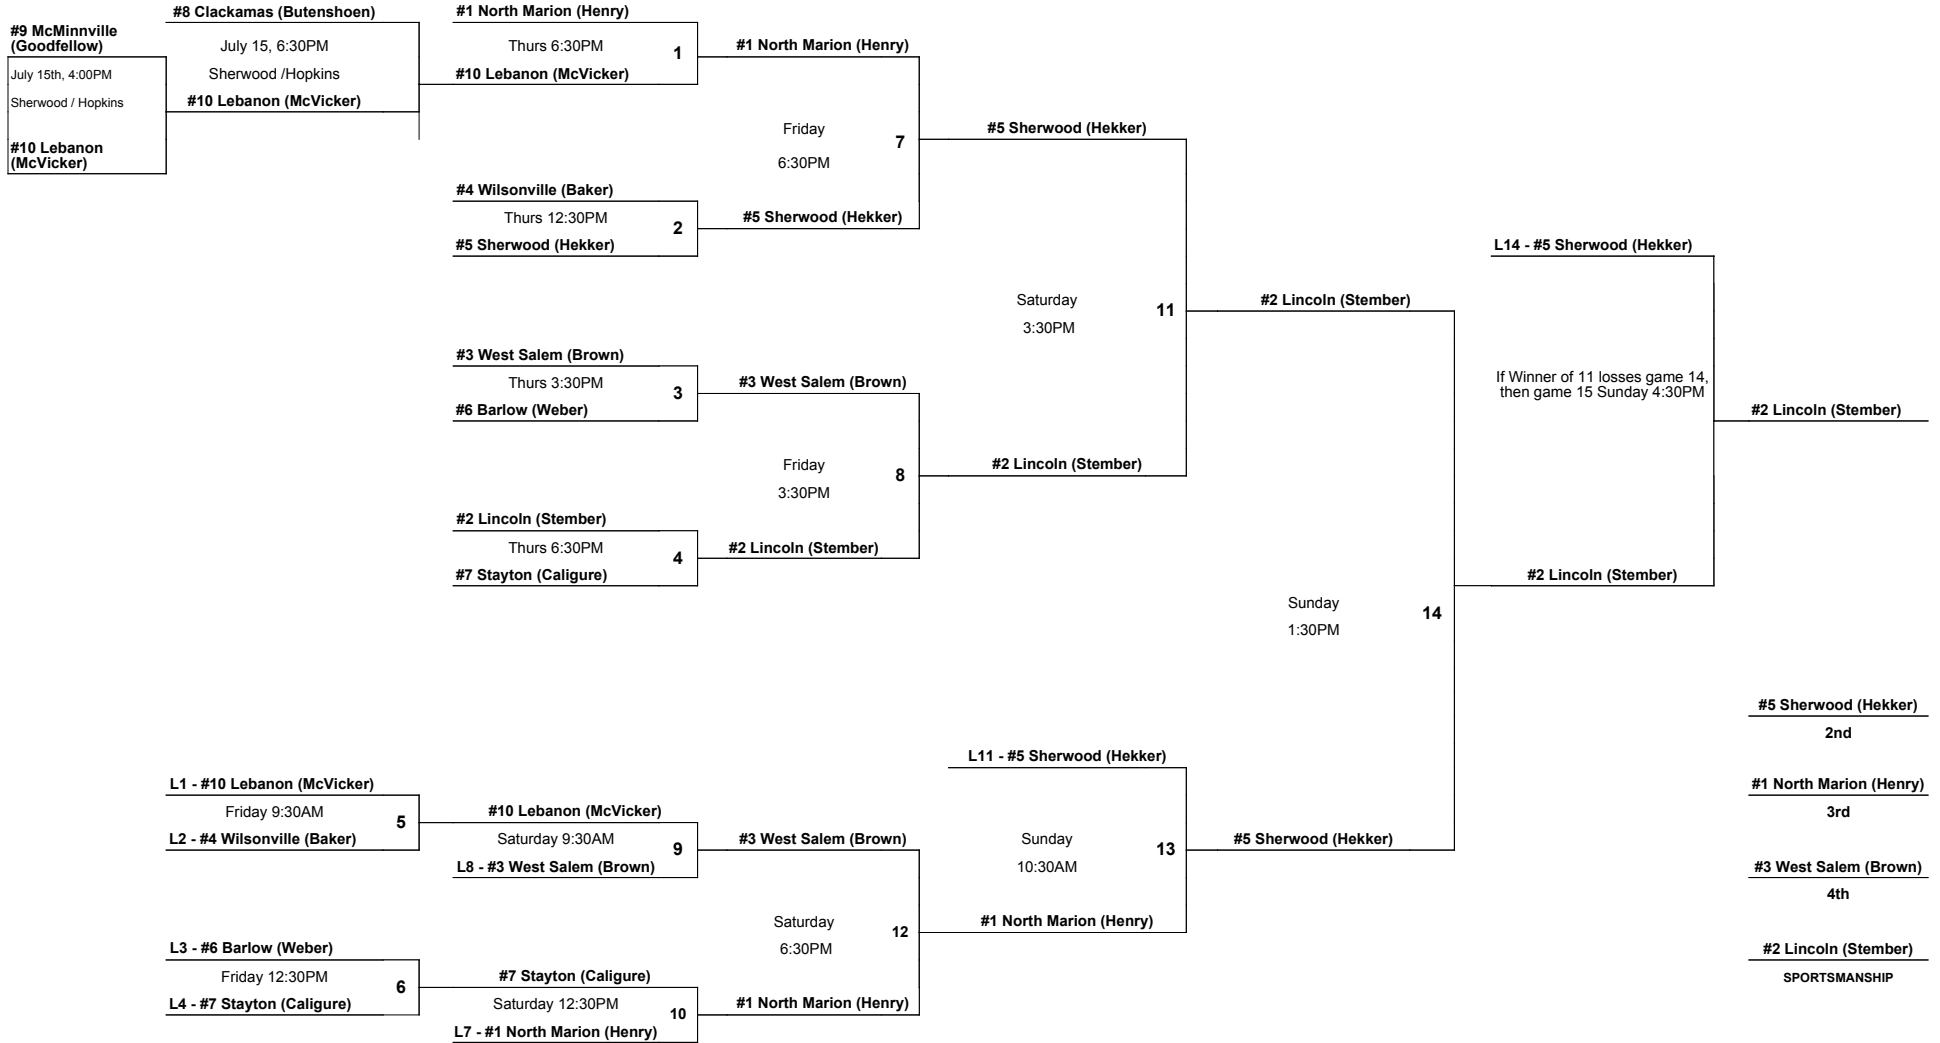 #8 Clackamas (Butenshoen)
#1 North Marion (Henry)
#9 McMinnville
(Goodfellow)
July 15, 6:30PM
Thurs 6:30PM
1
#1 North Marion (Henry)
July 15th, 4:00PM
Sherwood /Hopkins
#10 Lebanon (McVicker)
Sherwood / Hopkins
#10 Lebanon (McVicker)
Friday
7
#5 Sherwood (Hekker)
#10 Lebanon
(McVicker)
6:30PM
#4 Wilsonville (Baker)
Thurs 12:30PM
2
#5 Sherwood (Hekker)
#5 Sherwood (Hekker)
L14 - #5 Sherwood (Hekker)
Saturday
11
#2 Lincoln (Stember)
3:30PM
#3 West Salem (Brown)
Thurs 3:30PM
3
#3 West Salem (Brown)
If Winner of 11 losses game 14,
then game 15 Sunday 4:30PM
#6 Barlow (Weber)
#2 Lincoln (Stember)
Friday
8
#2 Lincoln (Stember)
3:30PM
#2 Lincoln (Stember)
Thurs 6:30PM
4
#2 Lincoln (Stember)
#7 Stayton (Caligure)
#2 Lincoln (Stember)
Sunday
14
1:30PM
#5 Sherwood (Hekker)
2nd
L11 - #5 Sherwood (Hekker)
L1 - #10 Lebanon (McVicker)
#1 North Marion (Henry)
Friday 9:30AM
5
#10 Lebanon (McVicker)
3rd
L2 - #4 Wilsonville (Baker)
Saturday 9:30AM
9
#3 West Salem (Brown)
Sunday
13
#5 Sherwood (Hekker)
L8 - #3 West Salem (Brown)
10:30AM
#3 West Salem (Brown)
4th
Saturday
12
#1 North Marion (Henry)
6:30PM
L3 - #6 Barlow (Weber)
#2 Lincoln (Stember)
Friday 12:30PM
6
#7 Stayton (Caligure)
SPORTSMANSHIP
L4 - #7 Stayton (Caligure)
Saturday 12:30PM
10
#1 North Marion (Henry)
L7 - #1 North Marion (Henry)